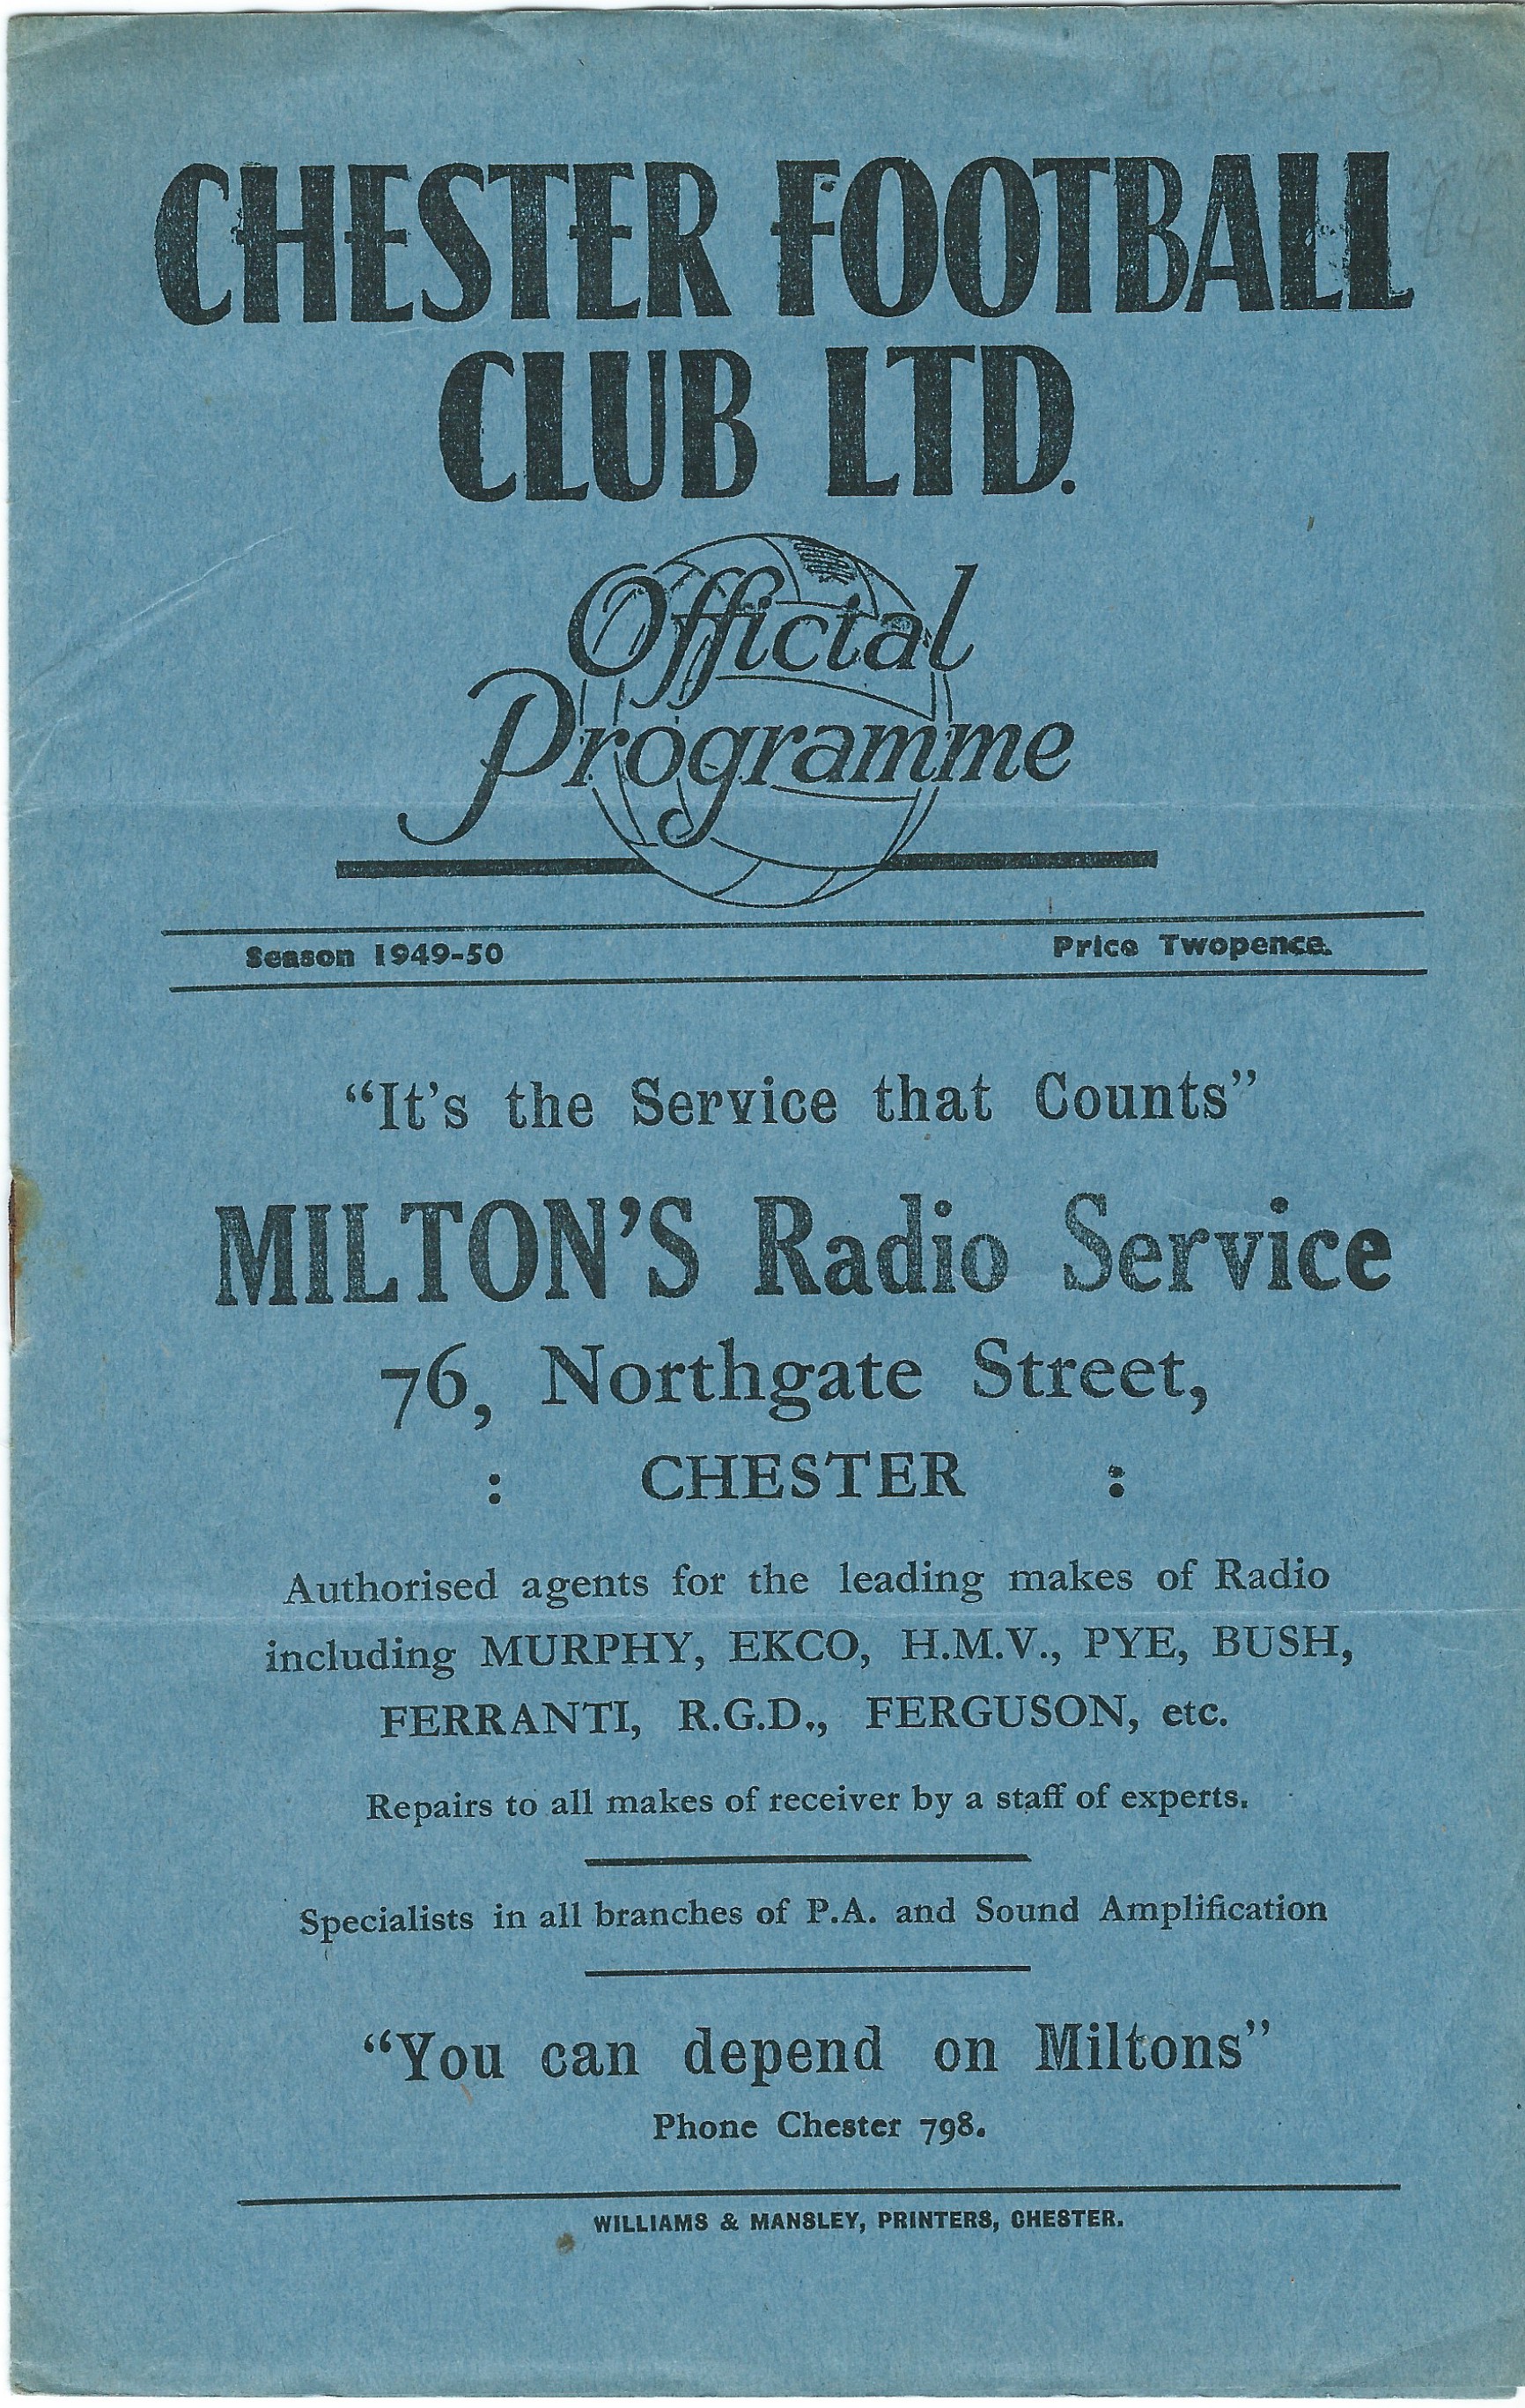 CHESTER FOOTBALL
CLUB LTD.
Official
Programme
Season 1949-50 Price Twopence.
"It's the Service that Counts"
MILTON'S Radio Service
76, Northgate Street,
: CHESTER :
Authorised agents for the leading makes of Radio
including MURPHY, EKCO, H.M.V., PYE, BUSH,
FERRANTI, R.G.D., FERGUSON, etc.
Repairs to all makes of receiver by a staff of experts.
Specialists in all branches of P.A. and Sound Amplification
"You can depend on Miltons"
Phone Chester 798.
WILLIAMS & MANSLEY, PRINTERS, CHESTER.